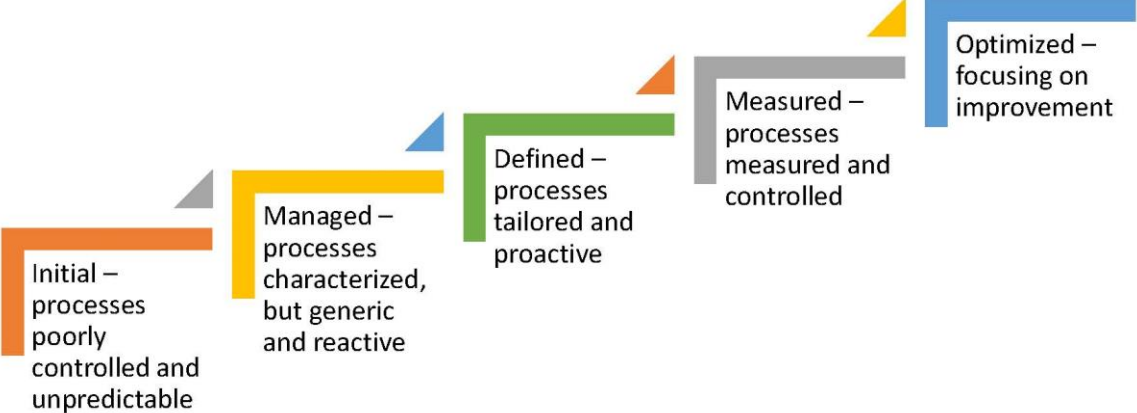 Initial –
processes
poorly
controlled and
unpredictable
Managed –
processes
characterized,
but generic
and reactive
Defined –
processes
tailored and
proactive
Measured –
processes
measured and
controlled
Optimized –
focusing on
improvement